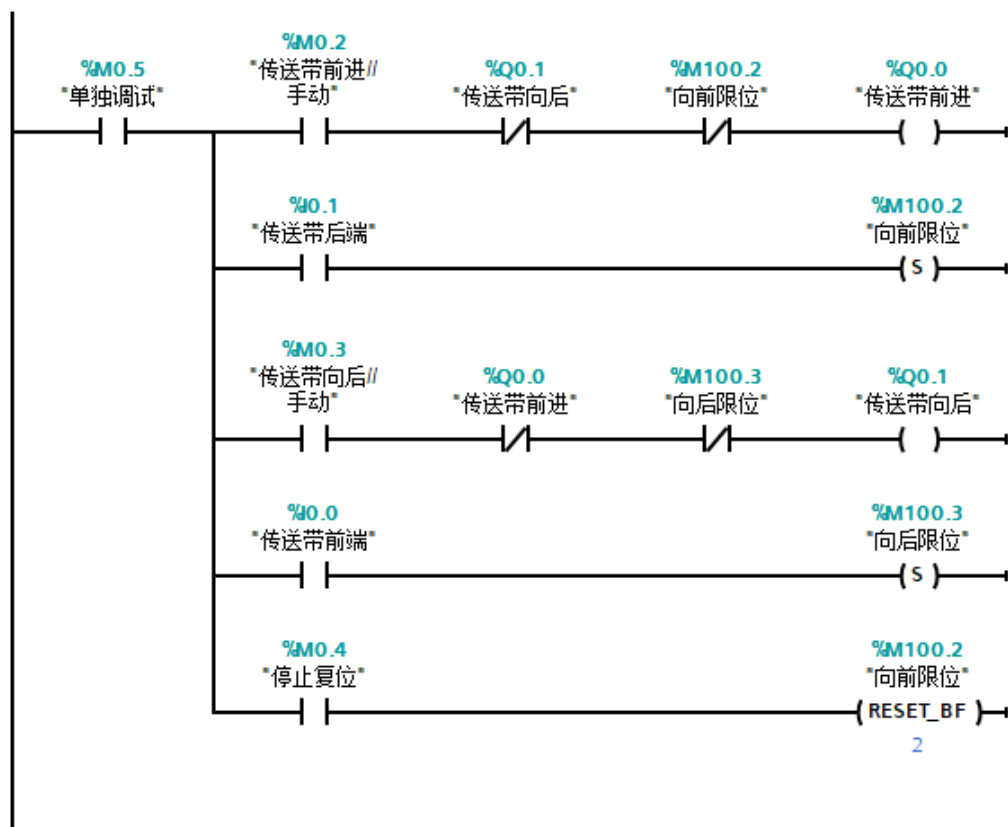 %M0.2
"传送带前进//
手动"
%M0.5
"单独调试"
%Q0.1
"传送带向后"
%M100.2
"向前限位"
%Q0.0
"传送带前进"
%I0.1
"传送带后端"
%M100.2
"向前限位"
S
%M0.3
"传送带向后//
手动"
%Q0.0
"传送带前进"
%M100.3
"向后限位"
%Q0.1
"传送带向后"
%I0.0
"传送带前端"
%M100.3
"向后限位"
S
%M0.4
"停止复位"
%M100.2
"向前限位"
RESET_BF
2